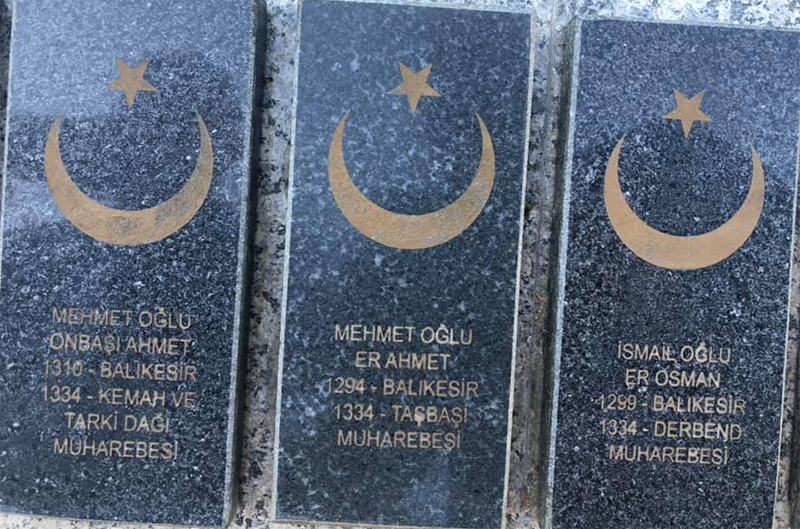 MEHMET OĞLU
ONBAŞI AHMET
1310 - BALIKESİR
1334 - KEMAH VE
TARKİ DAĞI
MUHAREBESİ
MEHMET OĞLU
ER AHMET
1294 - BALIKESİR
1334 - TAŞBAŞI
MUHAREBEŞİ
İSMAİL OĞLU
ER OSMAN
1299 - BALIKESİR
1334 - DERBEND
MUHAREBESİ